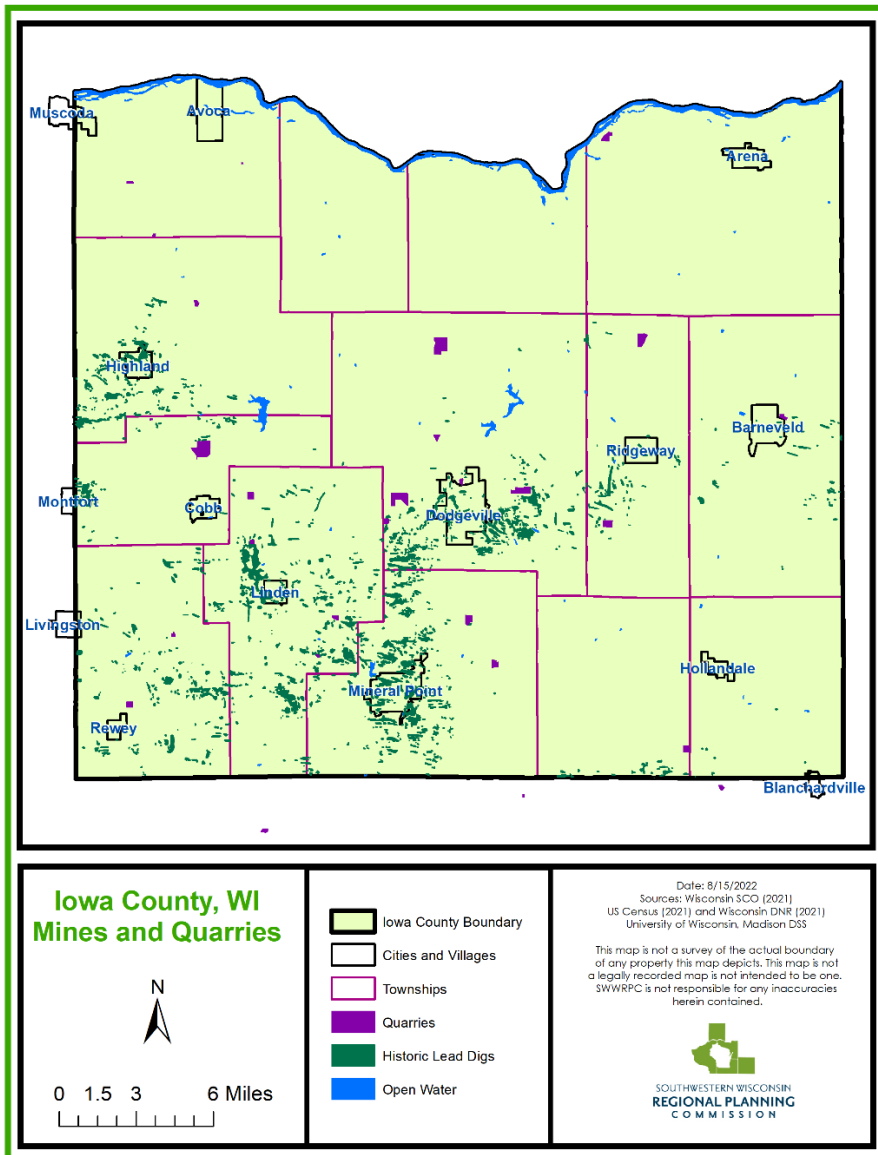 Muscoda
Avoca
Arena
Highland
Barneveld
Ridgeway
Montfort
Cobb
Dodgeville
Linden
Livingston
Hollandale
Mineral Point
Rewey
Blanchardville
Iowa County, WI
Mines and Quarries
N
0 1.5 3 6 Miles
Iowa County Boundary
Cities and Villages
Townships
Quarries
Historic Lead Digs
Open Water
Date: 8/15/2022
Sources: Wisconsin SCO (2021)
US Census (2021) and Wisconsin DNR (2021)
University of Wisconsin, Madison DSS
This map is not a survey of the actual boundary
of any property this map depicts. This map is not
a legally recorded map is not intended to be one.
SWWRPC is not responsible for any inaccuracies
herein contained.
SOUTHWESTERN WISCONSIN
REGIONAL PLANNING
COMMISSION